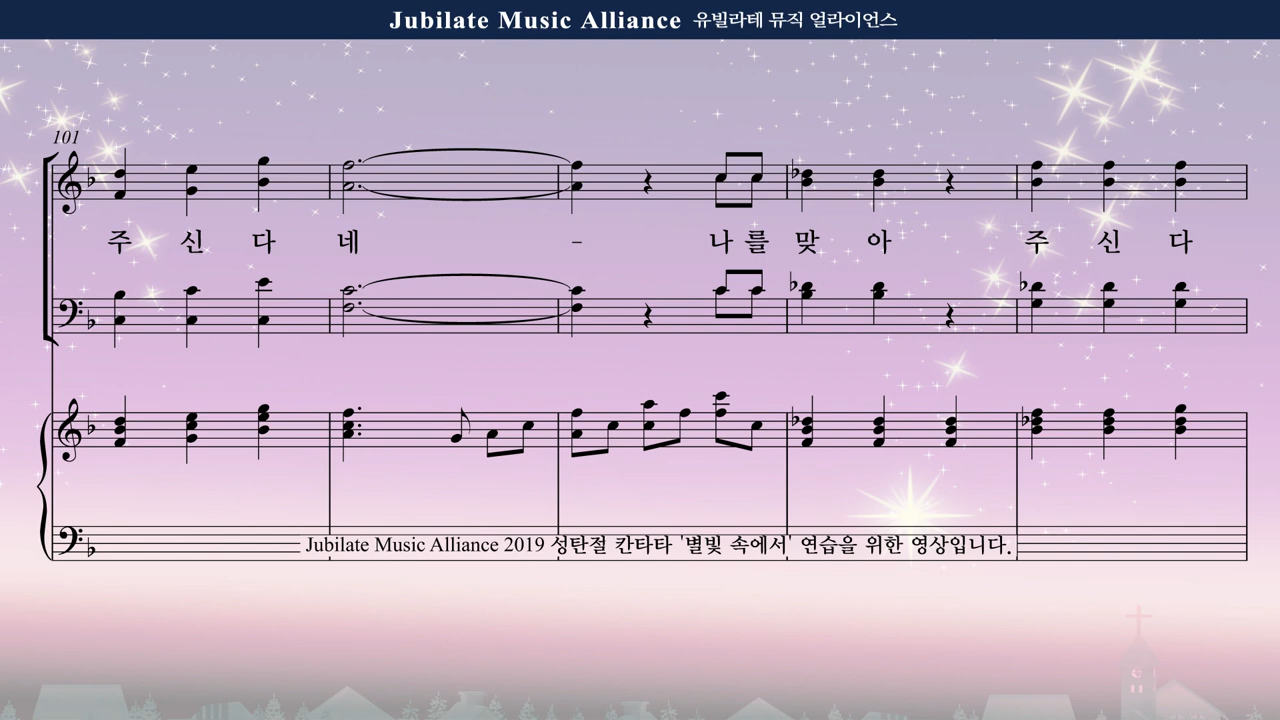 Jubilate Music Alliance 유빌라테 뮤직 얼라이언스
101
주 신 다 네 - 나 를 맞 아 주 신 다
Jubilate Music Alliance 2019 성탄절 칸타타 '별빛 속에서' 연습을 위한 영상입니다.